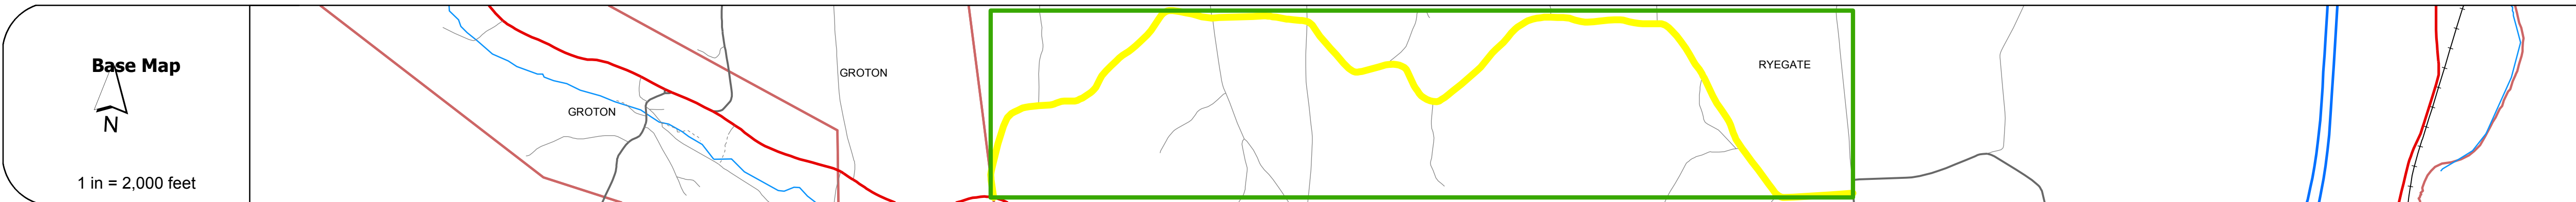 Base Map
N
1 in = 2,000 feet
GROTON
GROTON
RYEGATE